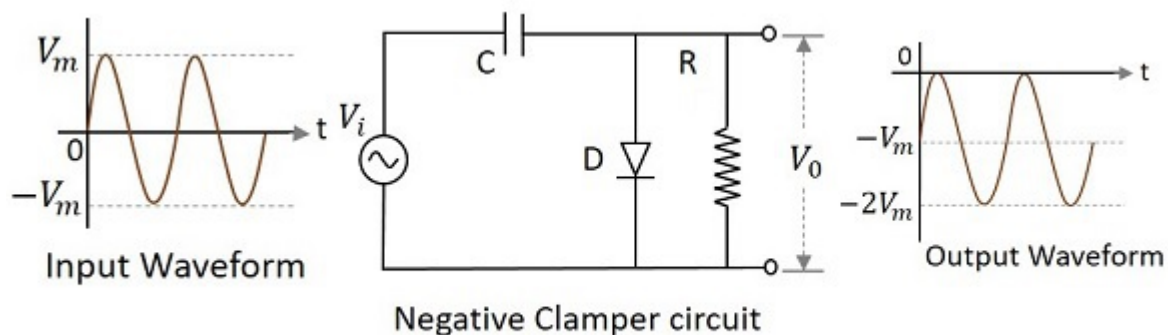 V_m
0
-V_m
t
Input Waveform
V_i
C
D
R
V_0
Negative Clamper circuit
0
t
-V_m
-2V_m
Output Waveform